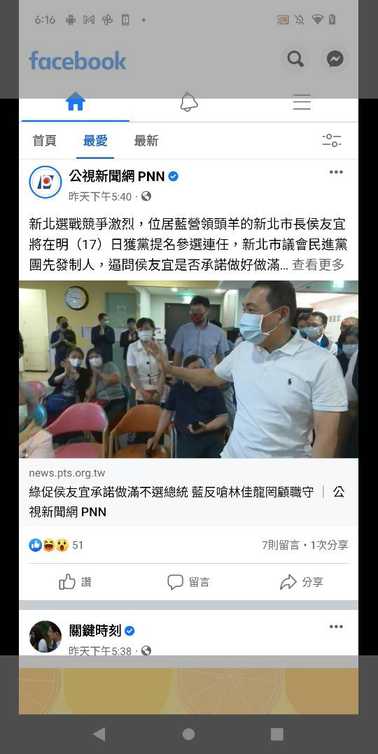 6:16
facebook
首頁 最愛 最新
公視新聞網 PNN
昨天下午5:40 ·
新北選戰競爭激烈，位居藍營領頭羊的新北市長侯友宜
將在明（17）日獲黨提名參選連任，新北市議會民進黨
團先發制人，逼問侯友宜是否承諾做好做滿... 查看更多
news.pts.org.tw
綠促侯友宜承諾做滿不選總統 藍反嗆林佳龍罔顧職守 ｜ 公
視新聞網 PNN
51 7則留言 · 1次分享
讚 留言 分享
關鍵時刻
昨天下午5:38 ·